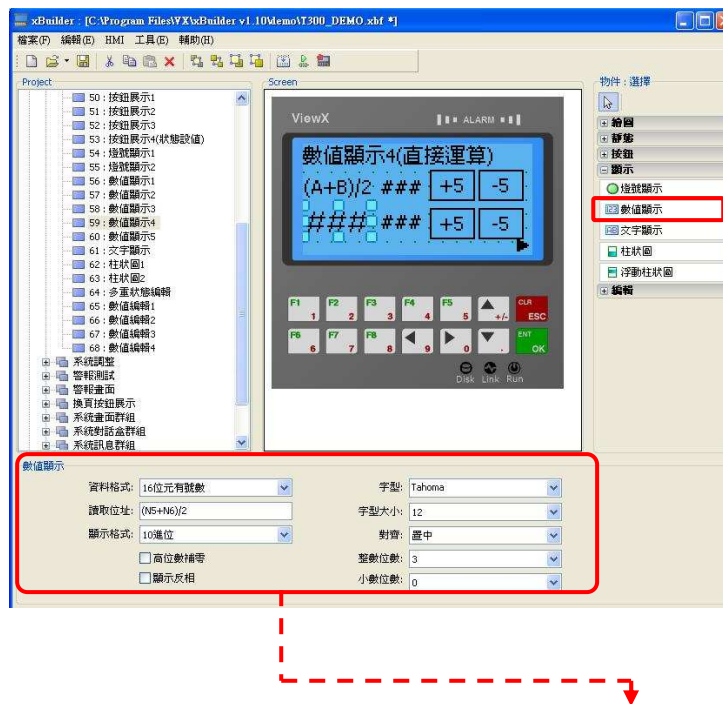 xBuilder : [C:\Program Files\VX\xBuilder v1.10\demo\T300_DEMO.xbf *]
檔案(F) 編輯(E) HMI 工具(E) 輔助(H)
Project
50 : 按鈕展示1
51 : 按鈕展示2
52 : 按鈕展示3
53 : 按鈕展示4(狀態設值)
54 : 燈號顯示1
55 : 燈號顯示2
56 : 數值顯示1
57 : 數值顯示2
58 : 數值顯示3
59 : 數值顯示4
60 : 數值顯示5
61 : 文字顯示
62 : 柱狀圖1
63 : 柱狀圖2
64 : 多重狀態編輯
65 : 數值編輯1
66 : 數值編輯2
67 : 數值編輯3
68 : 數值編輯4
系統調整
警報測試
警報畫面
換頁按鈕展示
系統畫面群組
系統對話盒群組
系統訊息群組
Screen
ViewX ALARM
數值顯示4(直接運算)
(A+B)/2 ### +5 -5
### ### +5 -5
F1 1 F2 2 F3 3 F4 4 F5 5 +/- CLR ESC
F6 6 F7 7 F8 8 9 0 . ENT OK
Disk Link Run
物件 : 選擇
繪圖
靜態
按鈕
顯示
燈號顯示
數值顯示
文字顯示
柱狀圖
浮動柱狀圖
編輯
數值顯示
資料格式: 16位元有號數
讀取位址: (N5+N6)/2
顯示格式: 10進位
高位數補零
顯示反相
字型: Tahoma
字型大小: 12
對齊: 置中
整數位數: 3
小數位數: 0